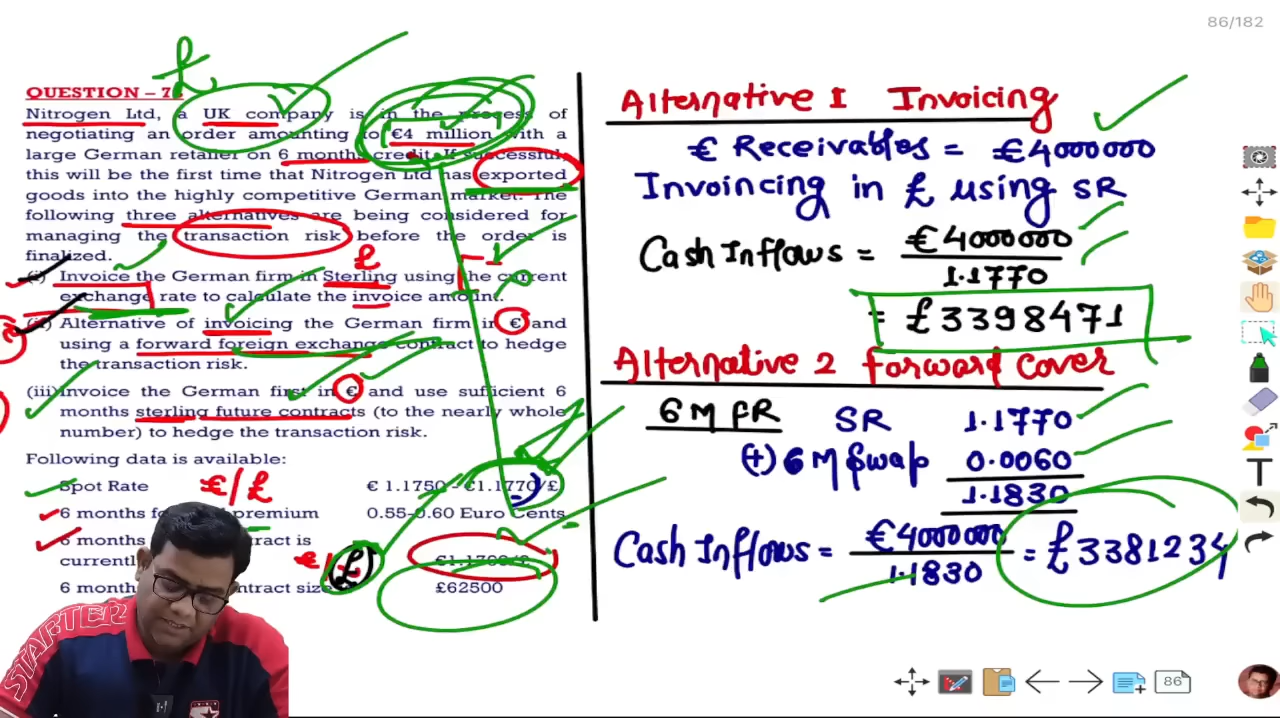 86/182
QUESTION – 7
£
Nitrogen Ltd, a UK company is in the process of
negotiating an order amounting to €4 million with a
large German retailer on 6 months credit. If successful,
this will be the first time that Nitrogen Ltd has exported
goods into the highly competitive German market. The
following three alternatives are being considered for
managing the transaction risk before the order is
finalized.
(i) Invoice the German firm in Sterling using the current
exchange rate to calculate the invoice amount.
£
(ii) Alternative of invoicing the German firm in € and
using a forward foreign exchange contract to hedge
the transaction risk.
(iii) Invoice the German first in € and use sufficient 6
months sterling future contracts (to the nearly whole
number) to hedge the transaction risk.
Following data is available:
Spot Rate €/£ € 1.1750 - €1.1770/£
6 months premium 0.55-0.60 Euro Cents
6 months contract is
currently €/£
6 months contract size £62500
Alternative 1 Invoicing
€ Receivables = €4000000
Invoincing in £ using SR
Cash Inflows = €4000000
1.1770
= £3398471
Alternative 2 Forward Cover
6 M FR SR 1.1770
(+) 6 M Swap 0.0060
1.1830
Cash Inflows = €4000000 = £3381234
1.1830
STARTER
86